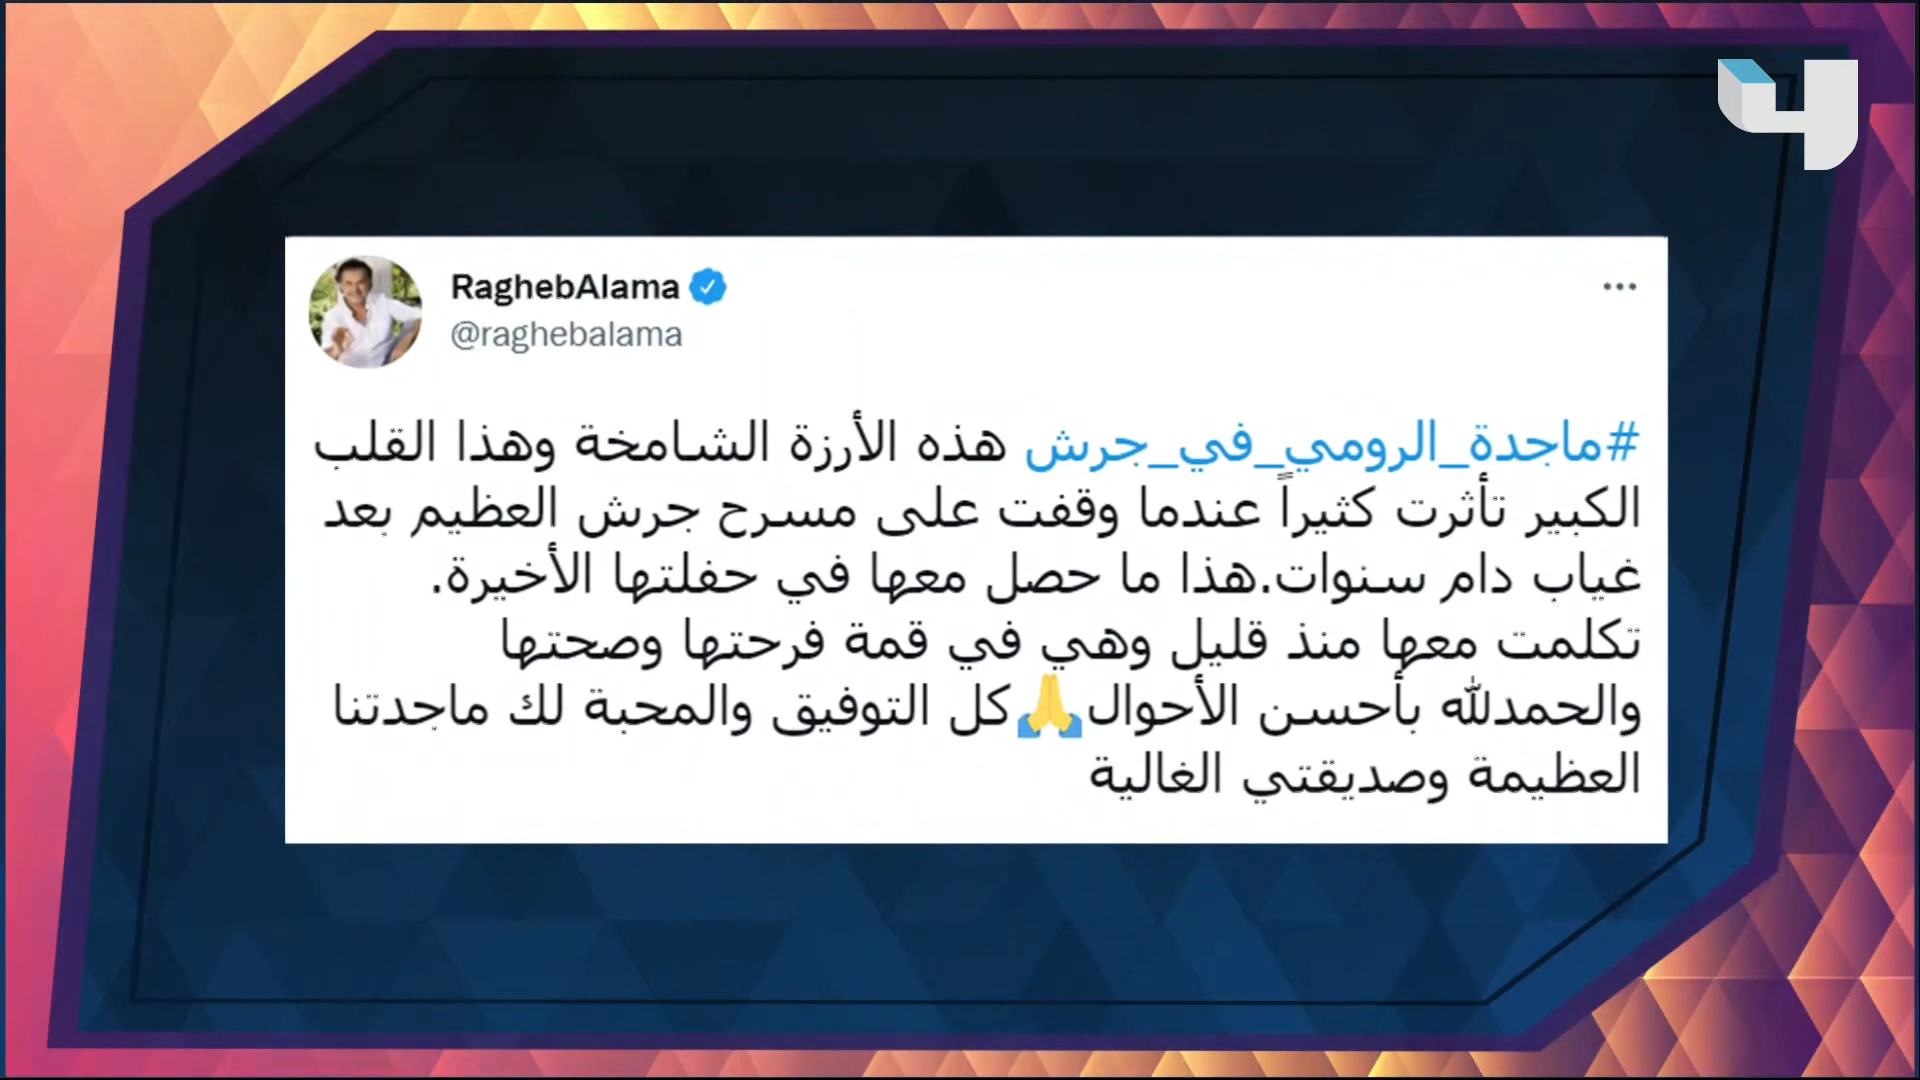 RaghebAlama
@raghebalama
#ماجدة_الرومي_في_جرش هذه الأرزة الشامخة وهذا القلب
الكبير تأثرت كثيراً عندما وقفت على مسرح جرش العظيم بعد
غياب دام سنوات.هذا ما حصل معها في حفلتها الأخيرة.
تكلمت معها منذ قليل وهي في قمة فرحتها وصحتها
والحمدلله بأحسن الأحوال🙏كل التوفيق والمحبة لك ماجدتنا
العظيمة وصديقتي الغالية